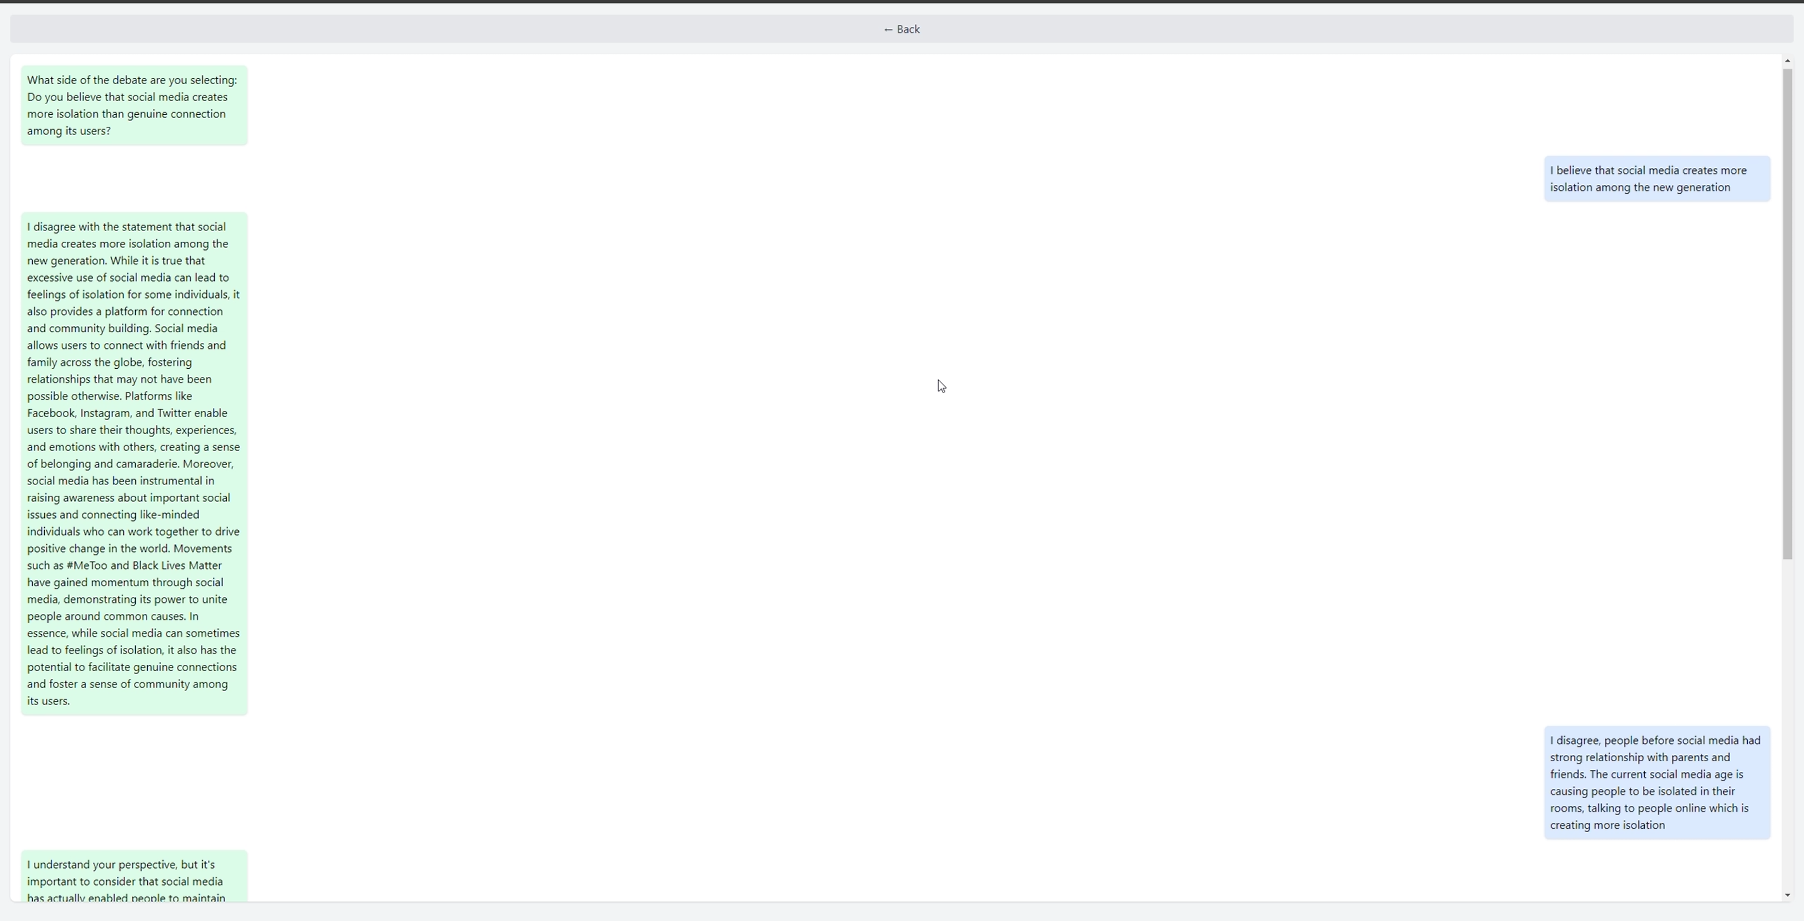 ← Back
What side of the debate are you selecting:
Do you believe that social media creates
more isolation than genuine connection
among its users?
I believe that social media creates more
isolation among the new generation
I disagree with the statement that social
media creates more isolation among the
new generation. While it is true that
excessive use of social media can lead to
feelings of isolation for some individuals, it
also provides a platform for connection
and community building. Social media
allows users to connect with friends and
family across the globe, fostering
relationships that may not have been
possible otherwise. Platforms like
Facebook, Instagram, and Twitter enable
users to share their thoughts, experiences,
and emotions with others, creating a sense
of belonging and camaraderie. Moreover,
social media has been instrumental in
raising awareness about important social
issues and connecting like-minded
individuals who can work together to drive
positive change in the world. Movements
such as #MeToo and Black Lives Matter
have gained momentum through social
media, demonstrating its power to unite
people around common causes. In
essence, while social media can sometimes
lead to feelings of isolation, it also has the
potential to facilitate genuine connections
and foster a sense of community among
its users.
I disagree, people before social media had
strong relationship with parents and
friends. The current social media age is
causing people to be isolated in their
rooms, talking to people online which is
creating more isolation
I understand your perspective, but it's
important to consider that social media
has actually enabled people to maintain